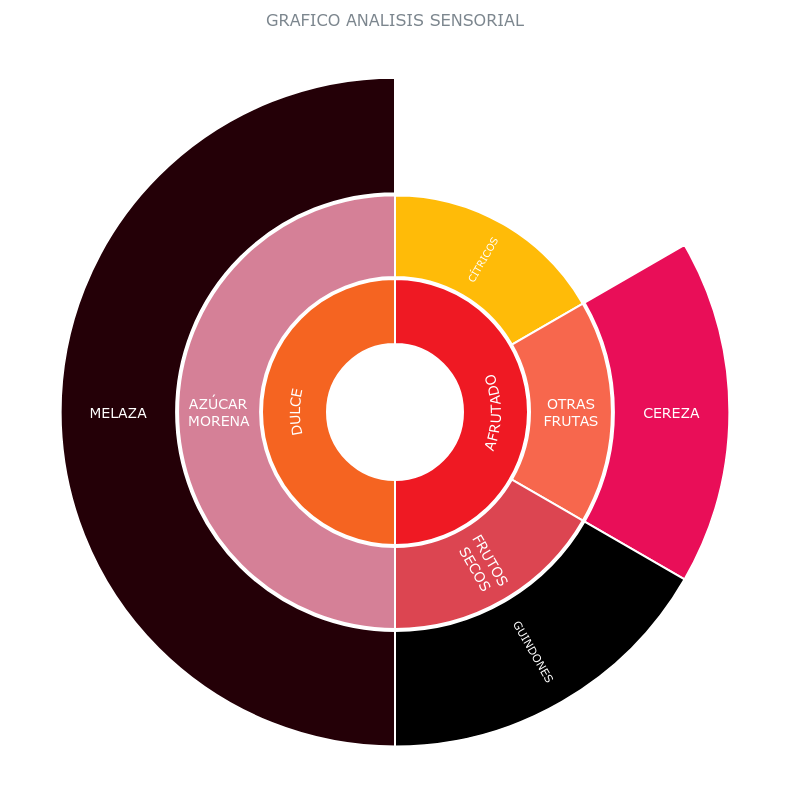 GRAFICO ANALISIS SENSORIAL
CÍTRICOS
MELAZA
AZÚCAR
MORENA
DULCE
AFRUTADO
OTRAS
FRUTAS
CEREZA
FRUTOS
SECOS
GUINDONES